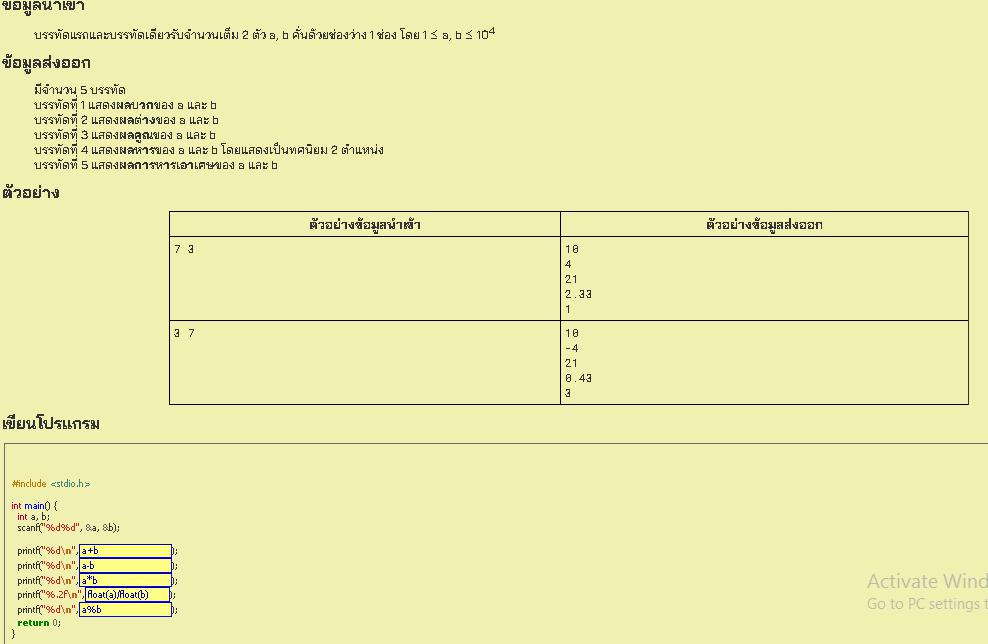 ข้อมูลนำเข้า
บรรทัดแรกและบรรทัดเดียวรับจำนวนเต็ม 2 ตัว a, b คั่นด้วยช่องว่าง 1 ช่อง โดย 1 ≤ a, b ≤ 10⁴
ข้อมูลส่งออก
มีจำนวน 5 บรรทัด
บรรทัดที่ 1 แสดงผลบวกของ a และ b
บรรทัดที่ 2 แสดงผลต่างของ a และ b
บรรทัดที่ 3 แสดงผลคูณของ a และ b
บรรทัดที่ 4 แสดงผลหารของ a และ b โดยแสดงเป็นทศนิยม 2 ตำแหน่ง
บรรทัดที่ 5 แสดงผลการหารเอาเศษของ a และ b
ตัวอย่าง
ตัวอย่างข้อมูลนำเข้า ตัวอย่างข้อมูลส่งออก
7 3 10
4
21
2.33
1
3 7 10
-4
21
0.43
3
เขียนโปรแกรม
#include <stdio.h>
int main() {
int a, b;
scanf("%d%d", &a, &b);
printf("%d\n", a+b );
printf("%d\n", a-b );
printf("%d\n", a*b );
printf("%.2f\n", float(a)/float(b) );
printf("%d\n", a%b );
return 0;
}
Activate Wind
Go to PC settings t